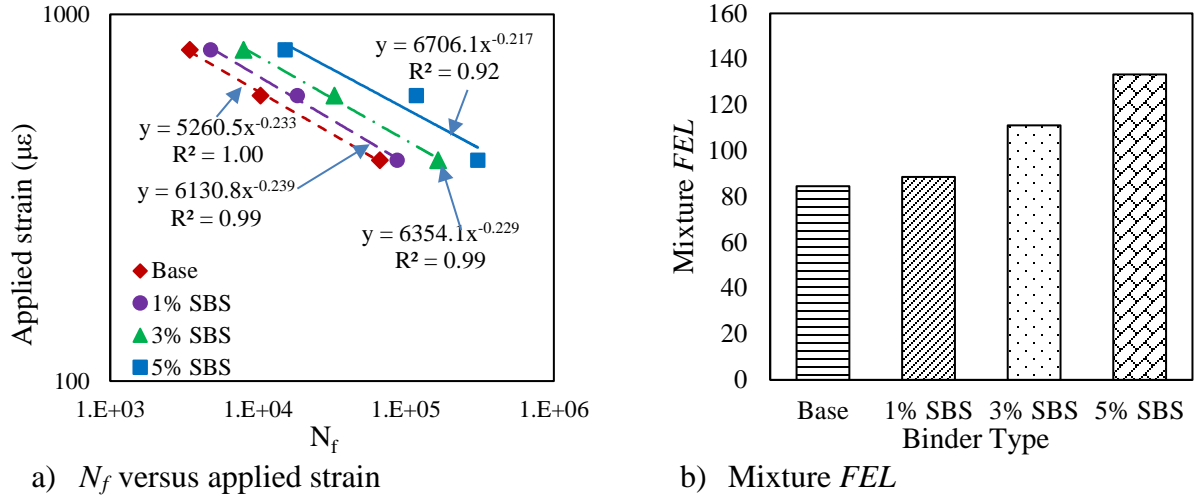 1000
100
Applied strain (με)
y = 6706.1x^-0.217
R² = 0.92
y = 5260.5x^-0.233
R² = 1.00
y = 6130.8x^-0.239
R² = 0.99
y = 6354.1x^-0.229
R² = 0.99
Base
1% SBS
3% SBS
5% SBS
1.E+03 1.E+04 1.E+05 1.E+06
N_f
a) N_f versus applied strain
160
140
120
100
80
60
40
20
0
Mixture FEL
Base 1% SBS 3% SBS 5% SBS
Binder Type
b) Mixture FEL